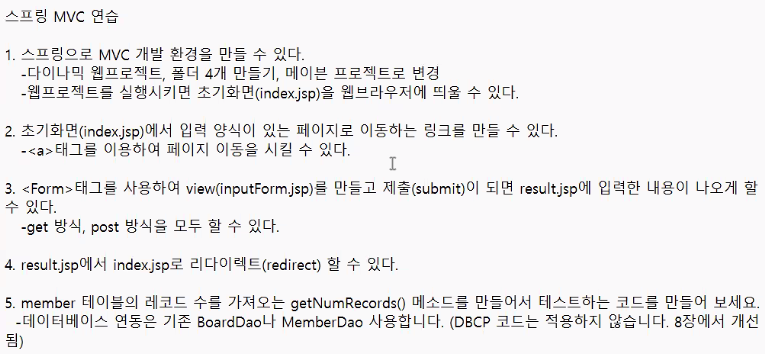 스프링 MVC 연습
1. 스프링으로 MVC 개발 환경을 만들 수 있다.
-다이나믹 웹프로젝트, 폴더 4개 만들기, 메이븐 프로젝트로 변경
-웹프로젝트를 실행시키면 초기화면(index.jsp)을 웹브라우저에 띄울 수 있다.
2. 초기화면(index.jsp)에서 입력 양식이 있는 페이지로 이동하는 링크를 만들 수 있다.
-<a>태그를 이용하여 페이지 이동을 시킬 수 있다.
3. <Form>태그를 사용하여 view(inputForm.jsp)를 만들고 제출(submit)이 되면 result.jsp에 입력한 내용이 나오게 할
수 있다.
-get 방식, post 방식을 모두 할 수 있다.
4. result.jsp에서 index.jsp로 리다이렉트(redirect) 할 수 있다.
5. member 테이블의 레코드 수를 가져오는 getNumRecords() 메소드를 만들어서 테스트하는 코드를 만들어 보세요.
-데이터베이스 연동은 기존 BoardDao나 MemberDao 사용합니다. (DBCP 코드는 적용하지 않습니다. 8장에서 개선
됨)